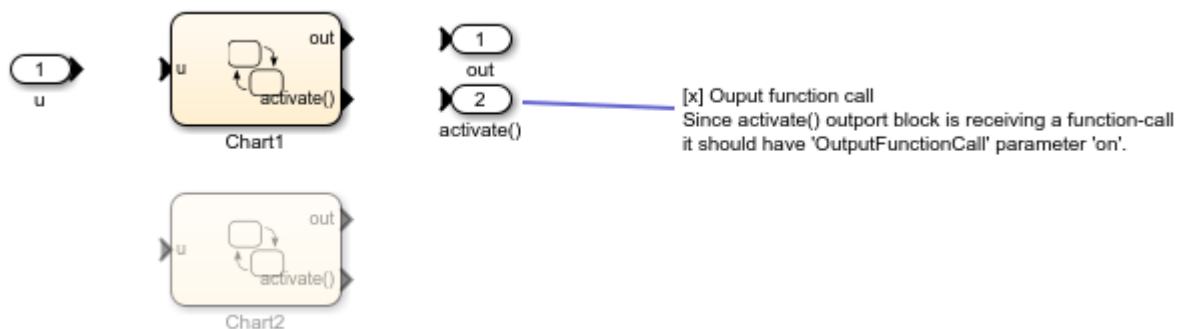 out
1
1
u
u
activate()
2
out
Chart1
activate()
[x] Ouput function call
Since activate() outport block is receiving a function-call
it should have 'OutputFunctionCall' parameter 'on'.
out
u
activate()
Chart2